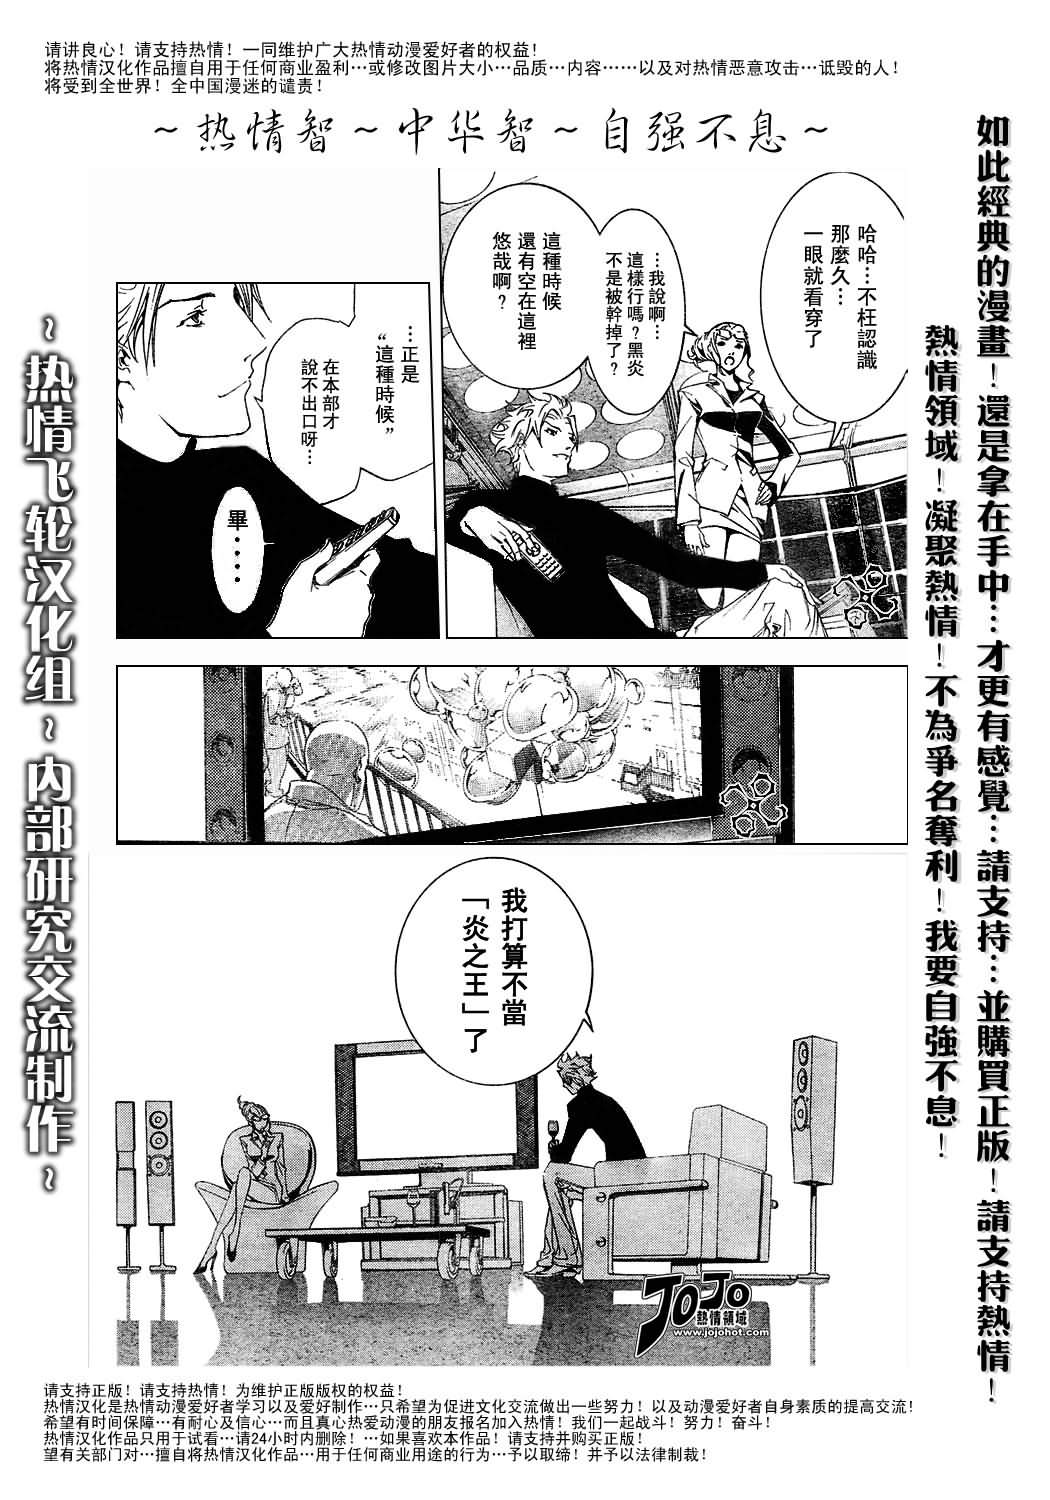 请讲良心！请支持热情！一同维护广大热情动漫爱好者的权益！
将热情汉化作品擅自用于任何商业盈利…或修改图片大小…品质…内容……以及对热情恶意攻击…诋毁的人！
将受到全世界！全中国漫迷的谴责！
～热情智～中华智～自强不息～
如此經典的漫畫！還是拿在手中…才更有感覺…請支持…並購買正版！請支持熱情！
熱情領域！凝聚熱情！不為爭名奪利！我要自強不息！
哈哈…不枉認識
那麼久…
一眼就看穿了
…我說啊…
這樣行嗎？黑炎
不是被幹掉了？
這種時候
還有空在這裡
悠哉啊？
…正是
“這種時候”
在本部才
說不出口呀…
畢……
我打算不當
「炎之王」了
～热情飞轮汉化组～内部研究交流制作～
JOJO
熱情領域
www.jojohot.com
请支持正版！请支持热情！为维护正版版权的权益！
热情汉化是热情动漫爱好者学习以及爱好制作…只希望为促进文化交流做出一些努力！以及动漫爱好者自身素质的提高交流！
希望有时间保障…有耐心及信心…而且真心热爱动漫的朋友报名加入热情！我们一起战斗！努力！奋斗！
热情汉化作品只用于试看…请24小时内删除！…如果喜欢本作品！请支持并购买正版！
望有关部门对…擅自将热情汉化作品…用于任何商业用途的行为…予以取缔！并予以法律制裁！